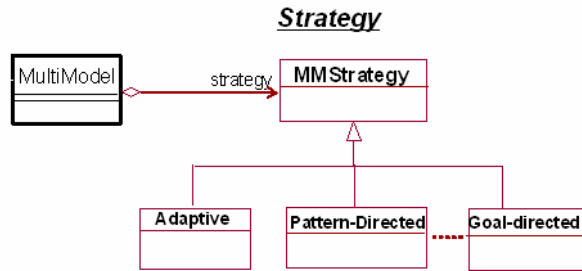 Strategy
MultiModel
strategy
MMStrategy
Adaptive
Pattern-Directed
Goal-directed